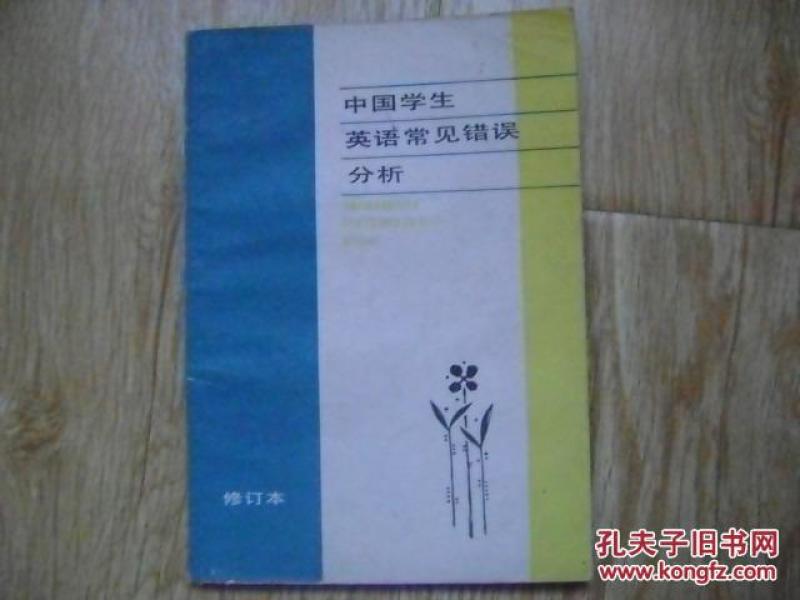 中国学生
英语常见错误
分析
修订本
孔夫子旧书网
www.kongfz.com